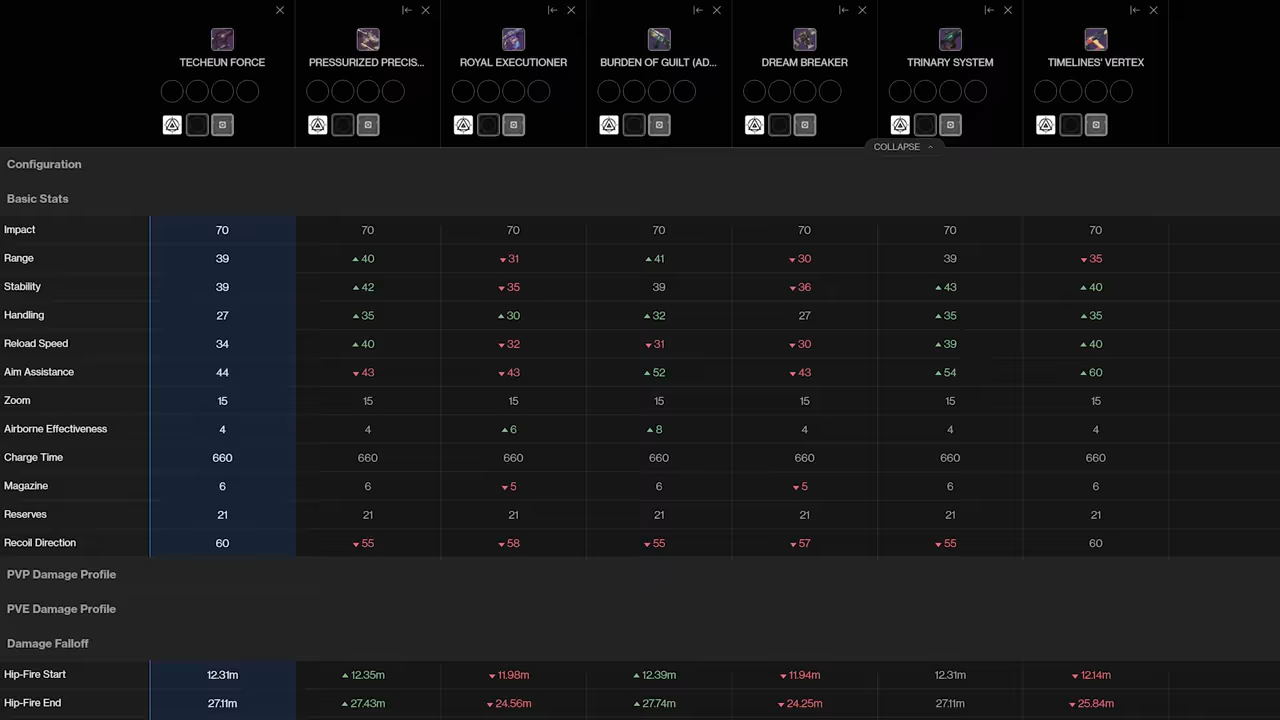 TECHEUN FORCE PRESSURIZED PRECIS... ROYAL EXECUTIONER BURDEN OF GUILT (AD... DREAM BREAKER TRINARY SYSTEM TIMELINES' VERTEX
COLLAPSE
Configuration
Basic Stats
Impact 70 70 70 70 70 70 70
Range 39 40 31 41 30 39 35
Stability 39 42 35 39 36 43 40
Handling 27 35 30 32 27 35 35
Reload Speed 34 40 32 31 30 39 40
Aim Assistance 44 43 43 52 43 54 60
Zoom 15 15 15 15 15 15 15
Airborne Effectiveness 4 4 6 8 4 4 4
Charge Time 660 660 660 660 660 660 660
Magazine 6 6 5 6 5 6 6
Reserves 21 21 21 21 21 21 21
Recoil Direction 60 55 58 55 57 55 60
PVP Damage Profile
PVE Damage Profile
Damage Falloff
Hip-Fire Start 12.31m 12.35m 11.98m 12.39m 11.94m 12.31m 12.14m
Hip-Fire End 27.11m 27.43m 24.56m 27.74m 24.25m 27.11m 25.84m